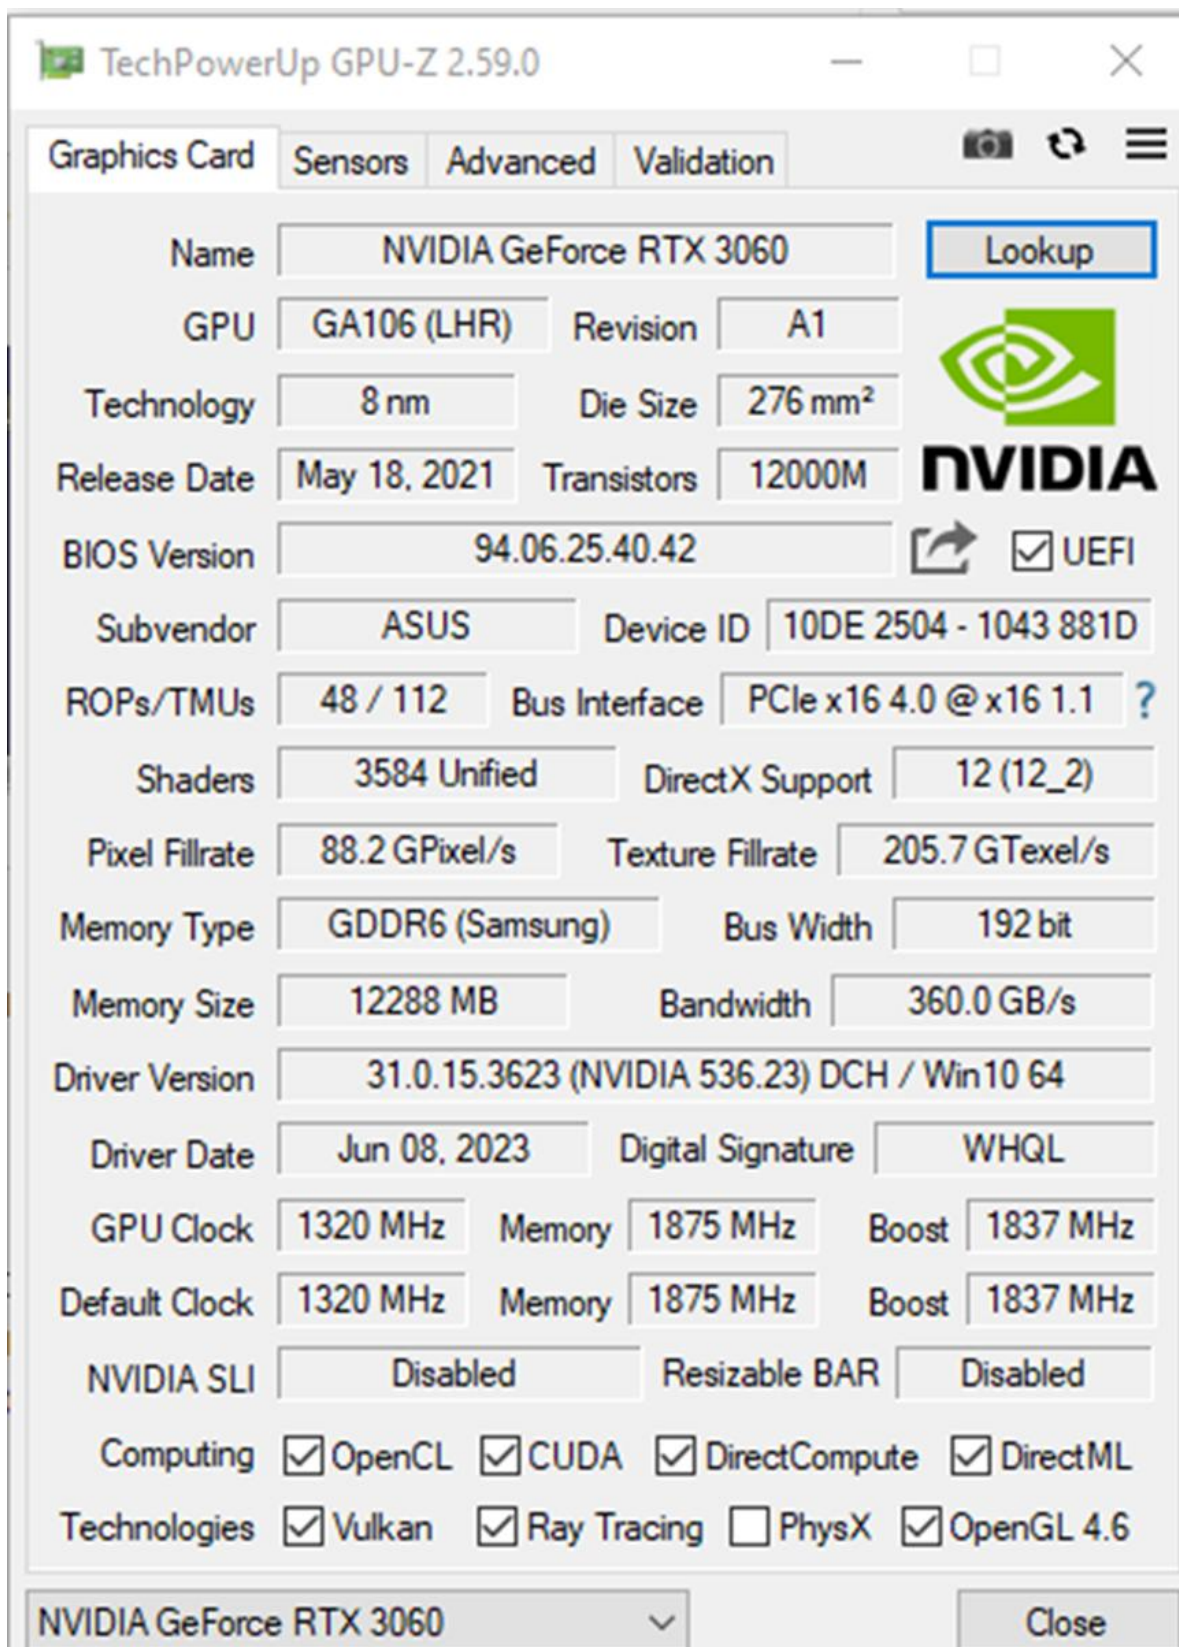 TechPowerUp GPU-Z 2.59.0
Graphics Card Sensors Advanced Validation
Name NVIDIA GeForce RTX 3060 Lookup
GPU GA106 (LHR) Revision A1
Technology 8 nm Die Size 276 mm²
Release Date May 18, 2021 Transistors 12000M
NVIDIA
BIOS Version 94.06.25.40.42 UEFI
Subvendor ASUS Device ID 10DE 2504 - 1043 881D
ROPs/TMUs 48 / 112 Bus Interface PCIe x16 4.0 @ x16 1.1 ?
Shaders 3584 Unified DirectX Support 12 (12_2)
Pixel Fillrate 88.2 GPixel/s Texture Fillrate 205.7 GTexel/s
Memory Type GDDR6 (Samsung) Bus Width 192 bit
Memory Size 12288 MB Bandwidth 360.0 GB/s
Driver Version 31.0.15.3623 (NVIDIA 536.23) DCH / Win10 64
Driver Date Jun 08, 2023 Digital Signature WHQL
GPU Clock 1320 MHz Memory 1875 MHz Boost 1837 MHz
Default Clock 1320 MHz Memory 1875 MHz Boost 1837 MHz
NVIDIA SLI Disabled Resizable BAR Disabled
Computing OpenCL CUDA DirectCompute DirectML
Technologies Vulkan Ray Tracing PhysX OpenGL 4.6
NVIDIA GeForce RTX 3060 Close